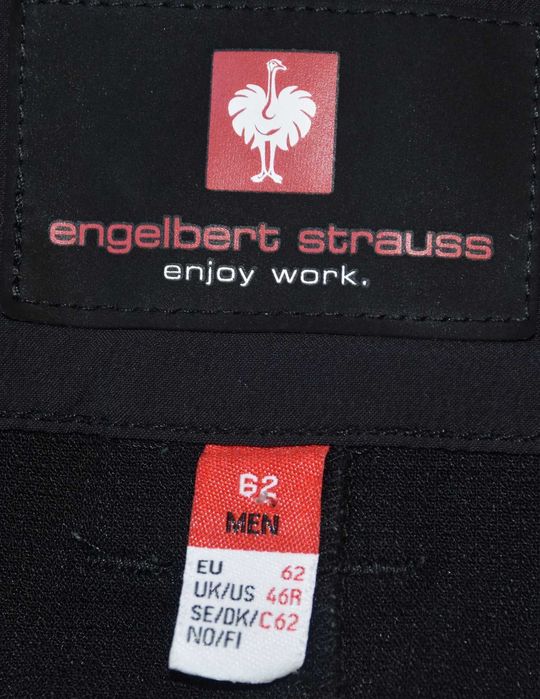 engelbert strauss
enjoy work.
62
MEN
EU 62
UK/US 46R
SE/DK/ C62
NO/FI